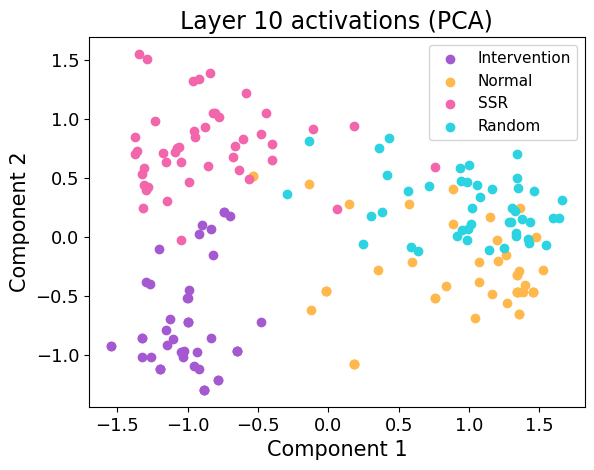 Layer 10 activations (PCA)
Intervention
Normal
SSR
Random
Component 2
1.5
1.0
0.5
0.0
−0.5
−1.0
−1.5
−1.0
−0.5
0.0
0.5
1.0
1.5
Component 1